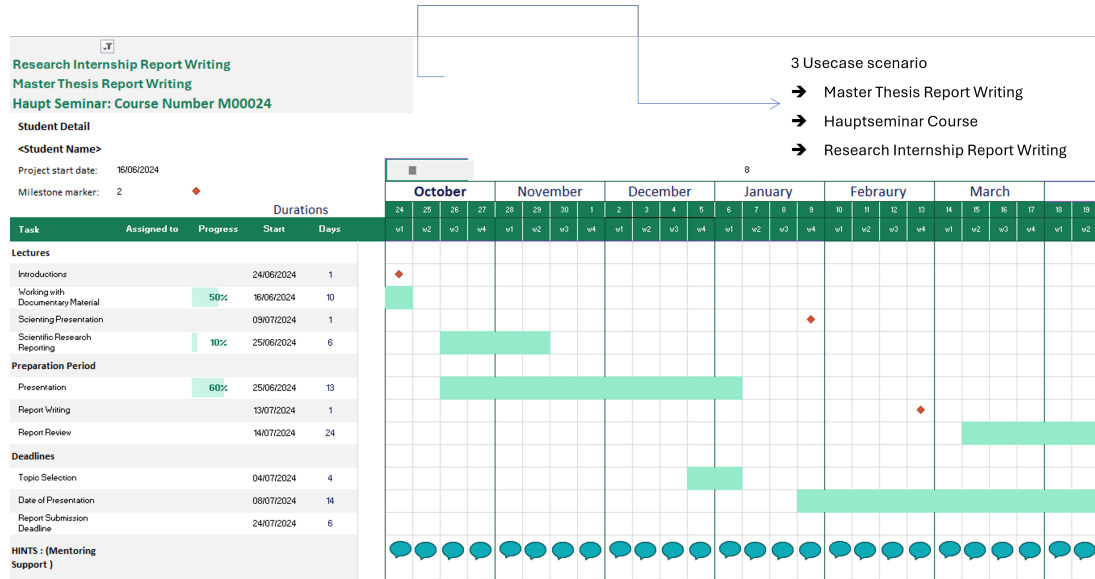 Research Internship Report Writing
Master Thesis Report Writing
Haupt Seminar: Course Number M00024
3 Usecase scenario
➔ Master Thesis Report Writing
➔ Hauptseminar Course
➔ Research Internship Report Writing
Student Detail
<Student Name>
Project start date: 16/06/2024
8
Milestone marker: 2
October November December January Febraury March
Durations
24 25 26 27 28 29 30 1 2 3 4 5 6 7 8 9 10 11 12 13 14 15 16 17 18 19
Task Assigned to Progress Start Days w1 w2 w3 w4 w1 w2 w3 w4 w1 w2 w3 w4 w1 w2 w3 w4 w1 w2 w3 w4 w1 w2 w3 w4 w1 w2
Lectures
Introductions 24/06/2024 1
Working with
Documentary Material 50% 16/06/2024 10
Scienting Presentation 09/07/2024 1
Scientific Research
Reporting 10% 25/06/2024 6
Preparation Period
Presentation 60% 25/06/2024 13
Report Writing 13/07/2024 1
Report Review 14/07/2024 24
Deadlines
Topic Selection 04/07/2024 4
Date of Presentation 08/07/2024 14
Report Submission
Deadline 24/07/2024 6
HINTS : (Mentoring
Support )